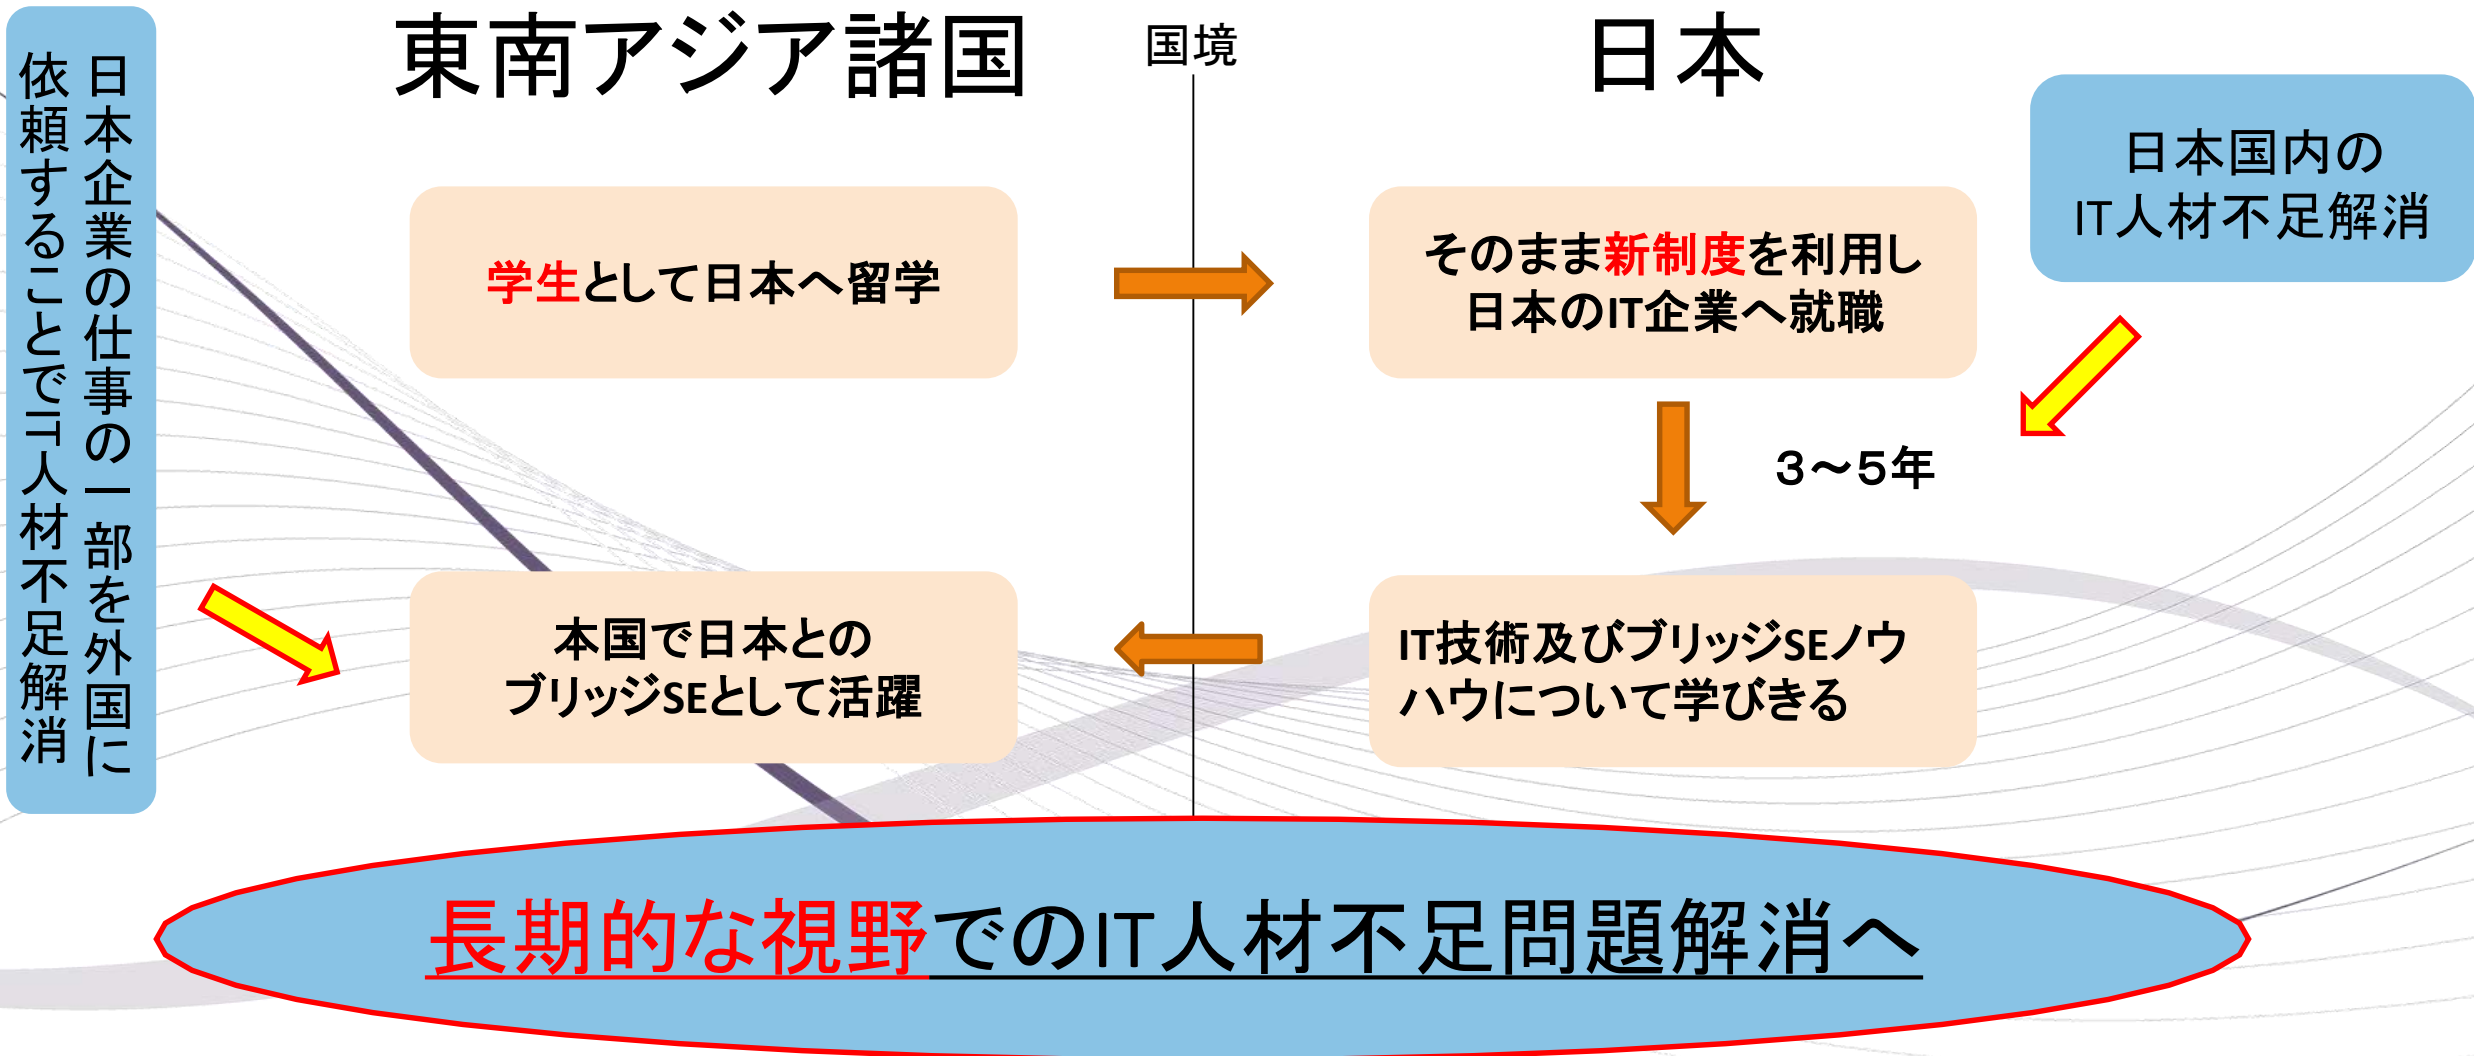 東南アジア諸国
国境
日本
日本企業の仕事の一部を外国に
依頼することでIT人材不足解消
日本国内の
IT人材不足解消
学生として日本へ留学
そのまま新制度を利用し
日本のIT企業へ就職
３～５年
本国で日本との
ブリッジSEとして活躍
IT技術及びブリッジSEノウ
ハウについて学びきる
長期的な視野でのIT人材不足問題解消へ